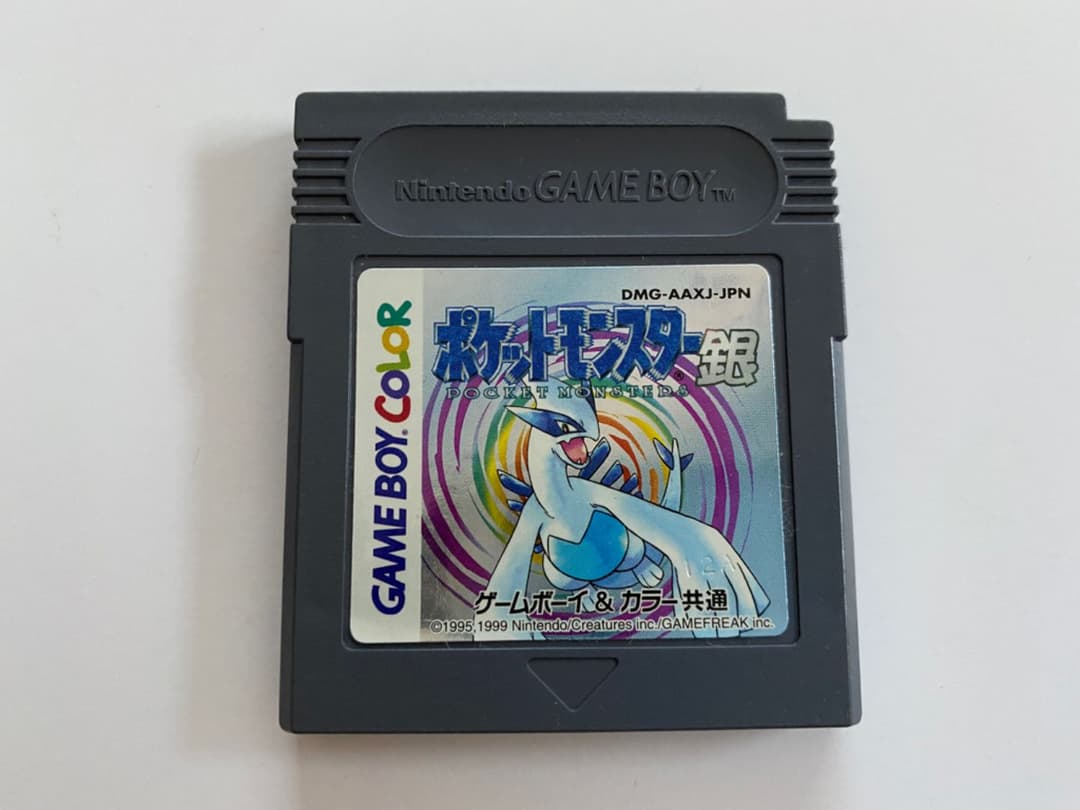 Nintendo GAME BOY™
DMG-AAXJ-JPN
ポケットモンスター®銀
POCKET MONSTERS
GAME BOY® COLOR
ゲームボーイ & カラー共通
©1995,1999 Nintendo/Creatures inc./GAMEFREAK inc.